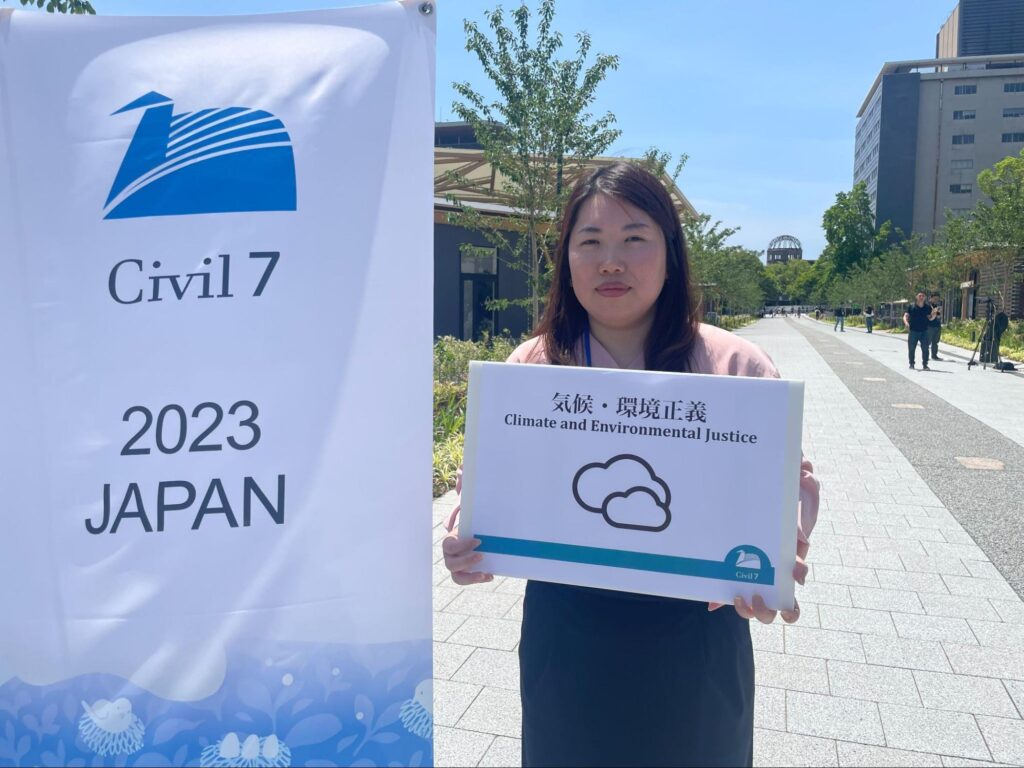 Civil 7
2023
JAPAN
気候・環境正義
Climate and Environmental Justice
Civil 7